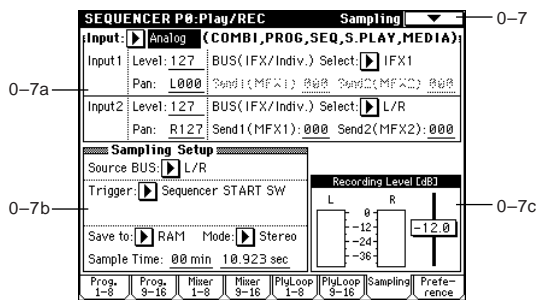 SEQUENCER P0:Play/REC Sampling
0–7
Input: Analog (COMBI,PROG,SEQ,S.PLAY,MEDIA)
Input1 Level: 127 BUS(IFX/Indiv.) Select: IFX1
Pan: L000 Send1(MFX1) 000 Send2(MFX2) 000
0–7a
Input2 Level: 127 BUS(IFX/Indiv.) Select: L/R
Pan: R127 Send1(MFX1): 000 Send2(MFX2): 000
Sampling Setup
Source BUS: L/R
Trigger: Sequencer START SW
0–7b
Save to: RAM Mode: Stereo
Sample Time: 00 min 10.923 sec
Recording Level [dB]
L R
0
-12
-24
-36
-12.0
0–7c
Prog. 1-8 Prog. 9-16 Mixer 1-8 Mixer 9-16 PlyLoop 1-8 PlyLoop 9-16 Sampling Prefe-rence